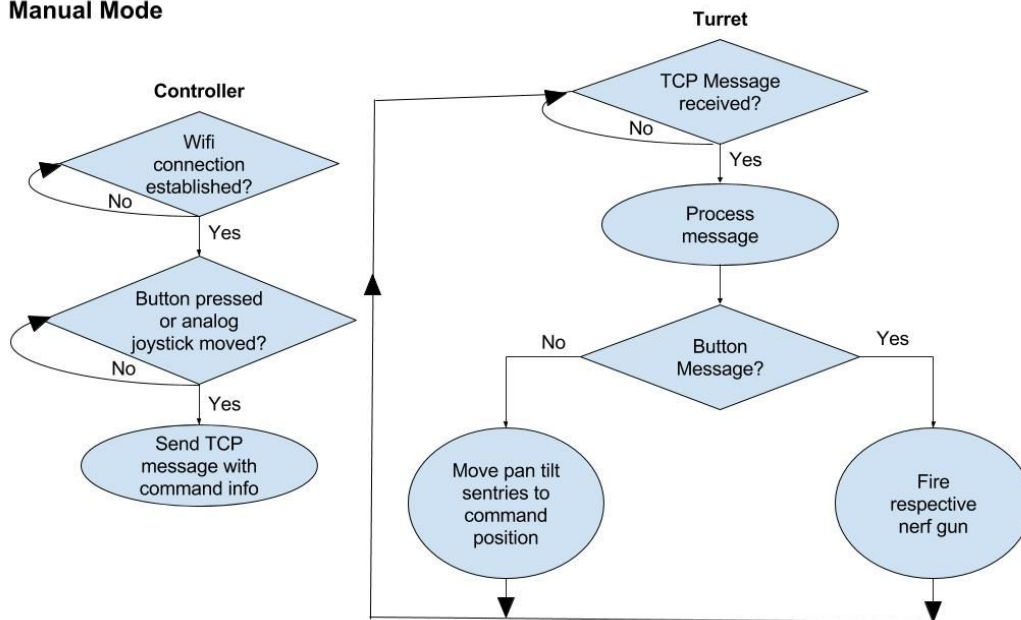 Manual Mode
Controller
Wifi
connection
established?
No
Yes
Button pressed
or analog
joystick moved?
No
Yes
Send TCP
message with
command info
Turret
TCP Message
received?
No
Yes
Process
message
Button
Message?
No
Yes
Move pan tilt
sentries to
command
position
Fire
respective
nerf gun